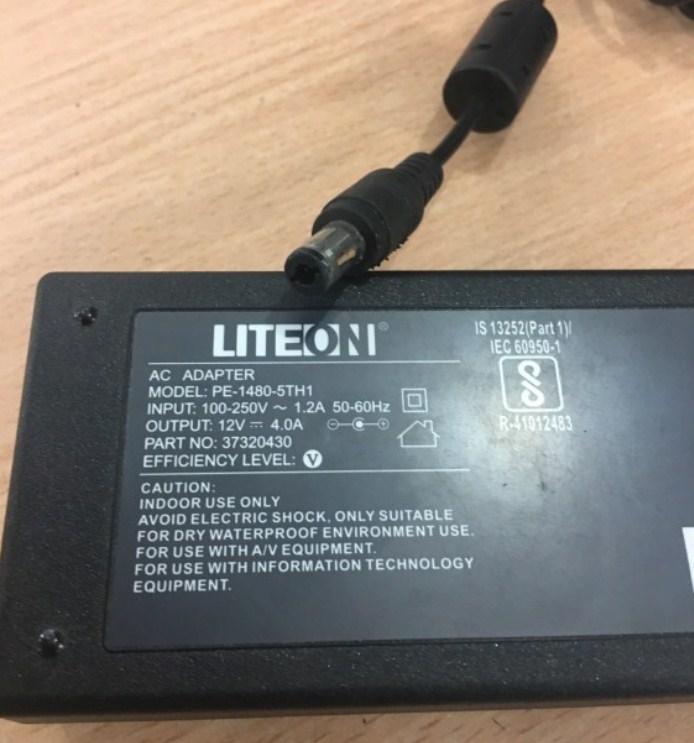 LITEON®
IS 13252(Part 1)/
IEC 60950-1
R-41012483
AC ADAPTER
MODEL: PE-1480-5TH1
INPUT: 100-250V ~ 1.2A 50-60Hz
OUTPUT: 12V ⎓ 4.0A
PART NO: 37320430
EFFICIENCY LEVEL: V
CAUTION:
INDOOR USE ONLY
AVOID ELECTRIC SHOCK, ONLY SUITABLE
FOR DRY WATERPROOF ENVIRONMENT USE.
FOR USE WITH A/V EQUIPMENT.
FOR USE WITH INFORMATION TECHNOLOGY
EQUIPMENT.